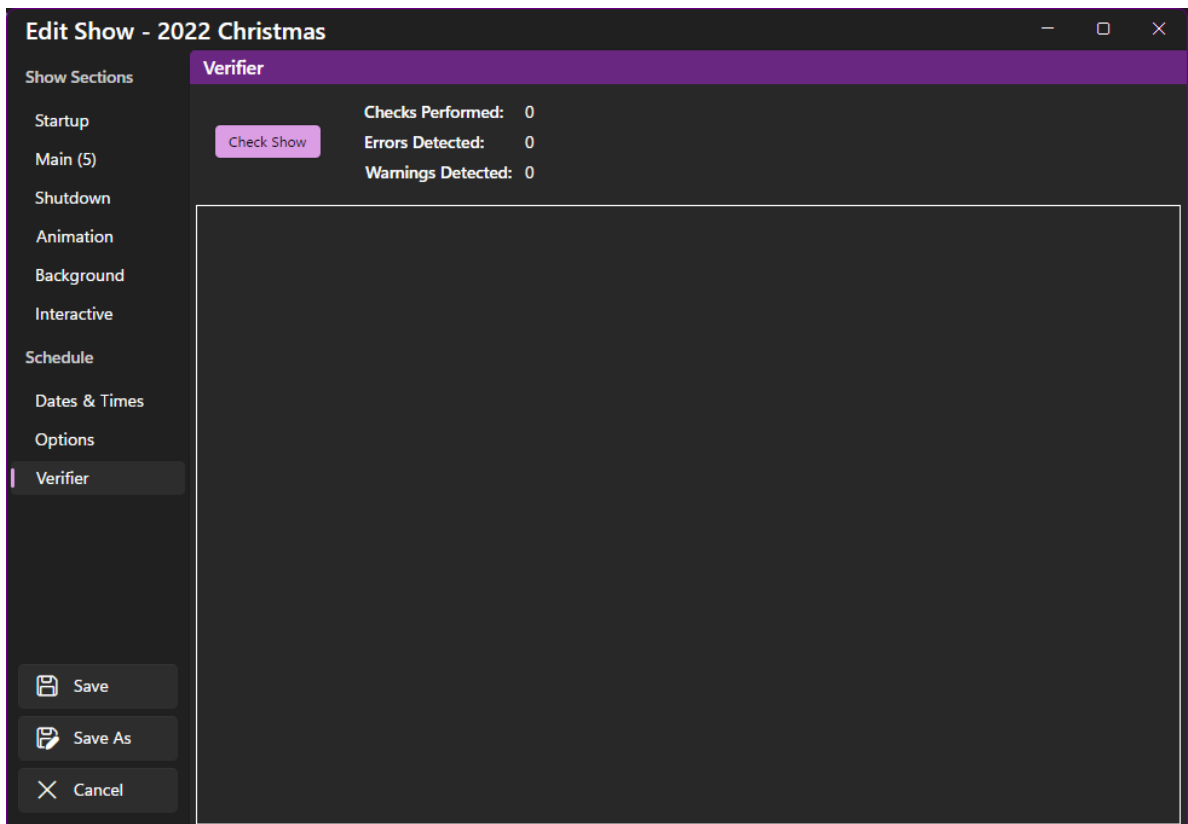 Edit Show - 2022 Christmas
Show Sections
Startup
Main (5)
Shutdown
Animation
Background
Interactive
Schedule
Dates & Times
Options
Verifier
Save
Save As
Cancel
Verifier
Check Show
Checks Performed: 0
Errors Detected: 0
Warnings Detected: 0